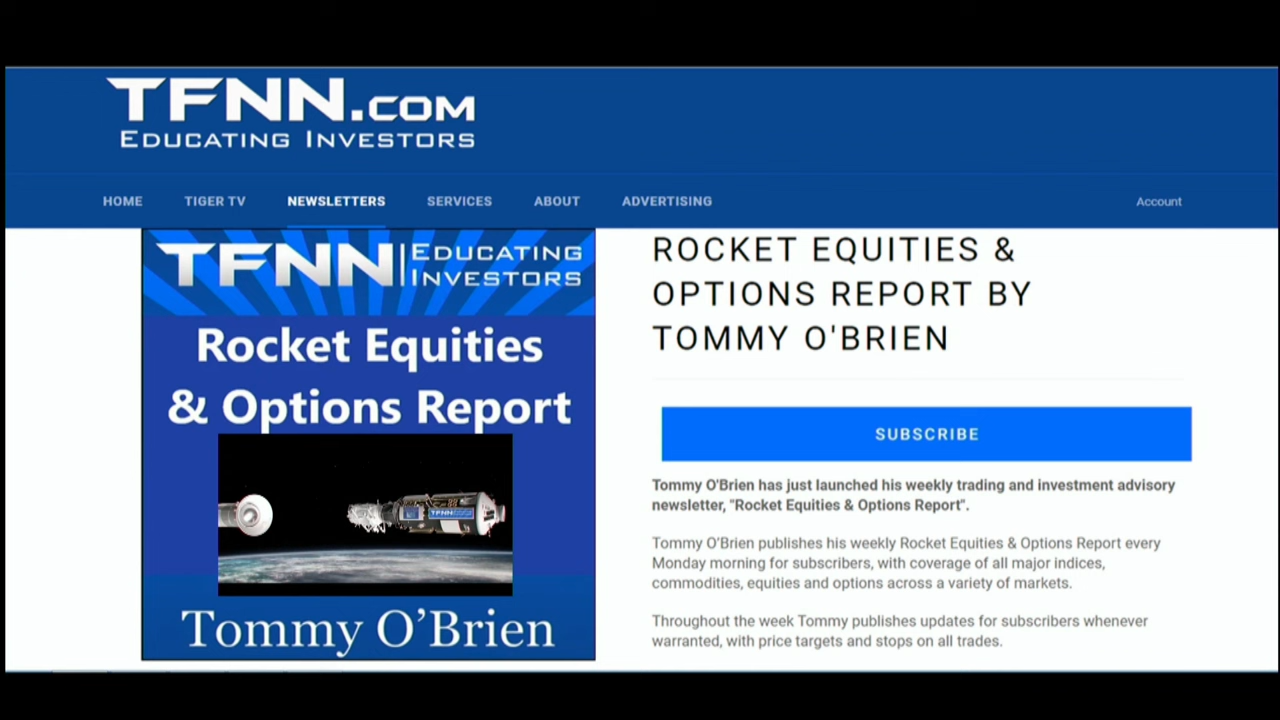 TFNN.COM
EDUCATING INVESTORS
HOME TIGER TV NEWSLETTERS SERVICES ABOUT ADVERTISING Account
TFNN EDUCATING
INVESTORS
Rocket Equities
& Options Report
TFNN
Tommy O’Brien
ROCKET EQUITIES &
OPTIONS REPORT BY
TOMMY O'BRIEN
SUBSCRIBE
Tommy O'Brien has just launched his weekly trading and investment advisory
newsletter, "Rocket Equities & Options Report".
Tommy O'Brien publishes his weekly Rocket Equities & Options Report every
Monday morning for subscribers, with coverage of all major indices,
commodities, equities and options across a variety of markets.
Throughout the week Tommy publishes updates for subscribers whenever
warranted, with price targets and stops on all trades.